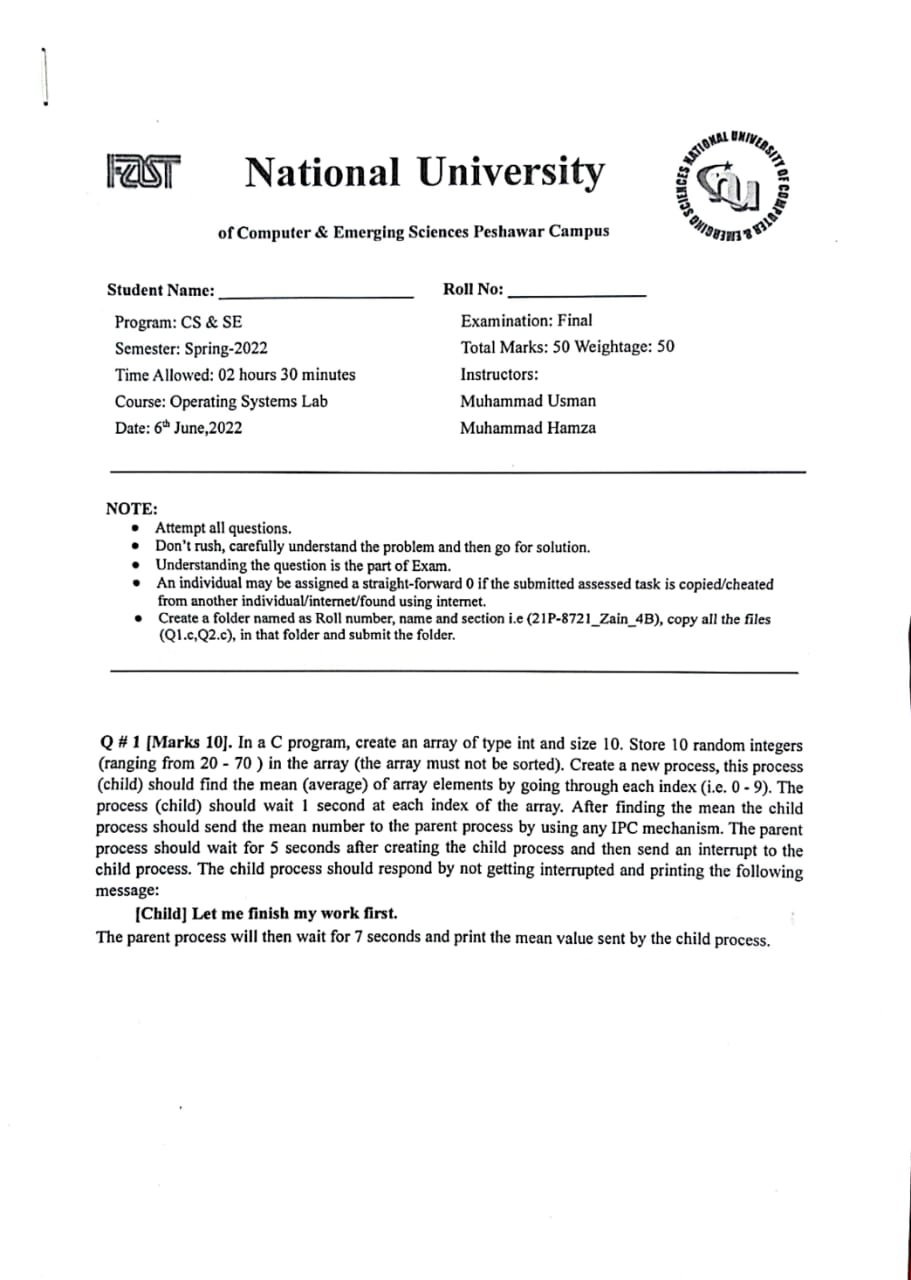 FAST
National University
NATIONAL UNIVERSITY OF COMPUTER & EMERGING SCIENCES
of Computer & Emerging Sciences Peshawar Campus
Student Name: ____________________ Roll No: ______________
Program: CS & SE Examination: Final
Semester: Spring-2022 Total Marks: 50 Weightage: 50
Time Allowed: 02 hours 30 minutes Instructors:
Course: Operating Systems Lab Muhammad Usman
Date: 6th June,2022 Muhammad Hamza
NOTE:
• Attempt all questions.
• Don't rush, carefully understand the problem and then go for solution.
• Understanding the question is the part of Exam.
• An individual may be assigned a straight-forward 0 if the submitted assessed task is copied/cheated
from another individual/internet/found using internet.
• Create a folder named as Roll number, name and section i.e (21P-8721_Zain_4B), copy all the files
(Q1.c,Q2.c), in that folder and submit the folder.
Q # 1 [Marks 10]. In a C program, create an array of type int and size 10. Store 10 random integers
(ranging from 20 - 70 ) in the array (the array must not be sorted). Create a new process, this process
(child) should find the mean (average) of array elements by going through each index (i.e. 0 - 9). The
process (child) should wait 1 second at each index of the array. After finding the mean the child
process should send the mean number to the parent process by using any IPC mechanism. The parent
process should wait for 5 seconds after creating the child process and then send an interrupt to the
child process. The child process should respond by not getting interrupted and printing the following
message:
[Child] Let me finish my work first.
The parent process will then wait for 7 seconds and print the mean value sent by the child process.